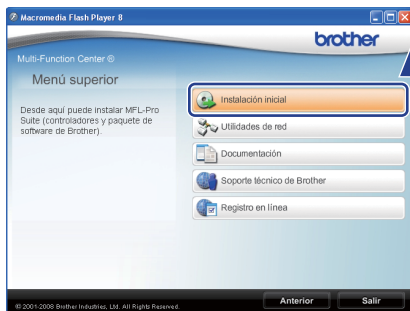 Macromedia Flash Player 8
brother
Multi-Function Center ®
Menú superior
Desde aquí puede instalar MFL-Pro
Suite (controladores y paquete de
software de Brother).
Instalación inicial
Utilidades de red
Documentación
Soporte técnico de Brother
Registro en línea
© 2001-2008 Brother Industries, Ltd. All Rights Reserved.
Anterior
Salir